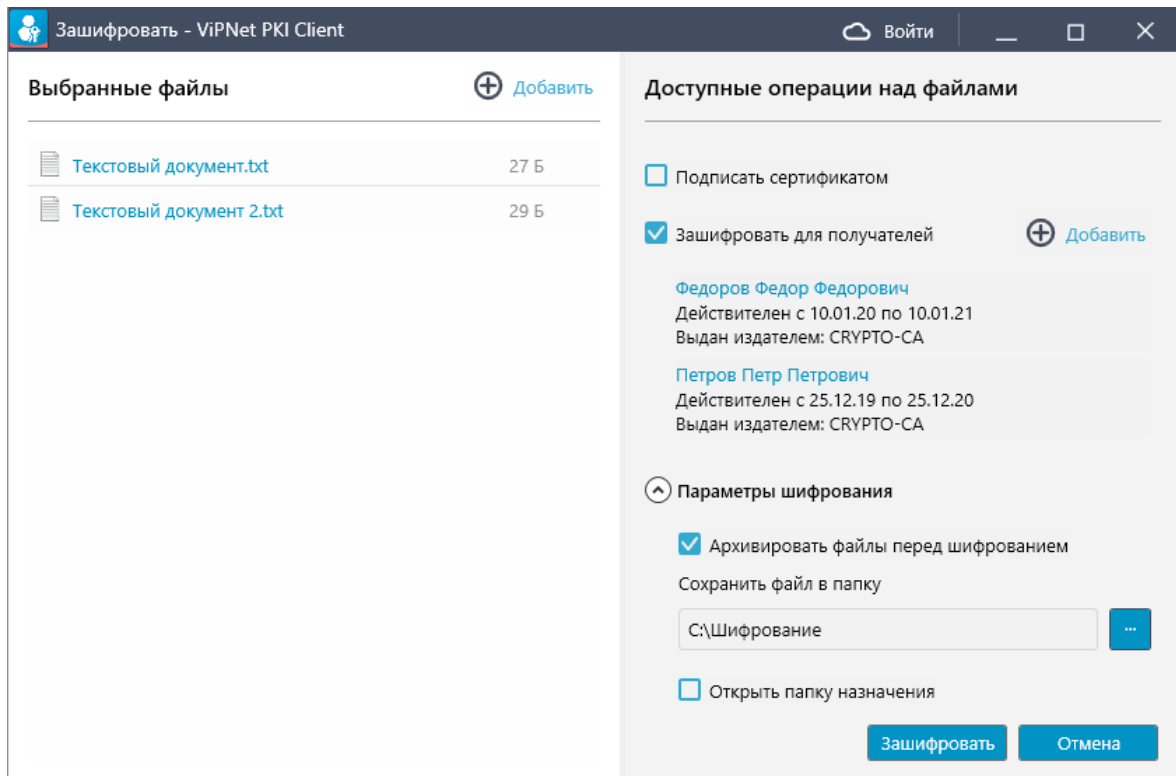 Зашифровать - ViPNet PKI Client
Войти
Выбранные файлы
Добавить
Текстовый документ.txt 27 Б
Текстовый документ 2.txt 29 Б
Доступные операции над файлами
Подписать сертификатом
Зашифровать для получателей
Добавить
Федоров Федор Федорович
Действителен с 10.01.20 по 10.01.21
Выдан издателем: CRYPTO-CA
Петров Петр Петрович
Действителен с 25.12.19 по 25.12.20
Выдан издателем: CRYPTO-CA
Параметры шифрования
Архивировать файлы перед шифрованием
Сохранить файл в папку
C:\Шифрование
...
Открыть папку назначения
Зашифровать
Отмена